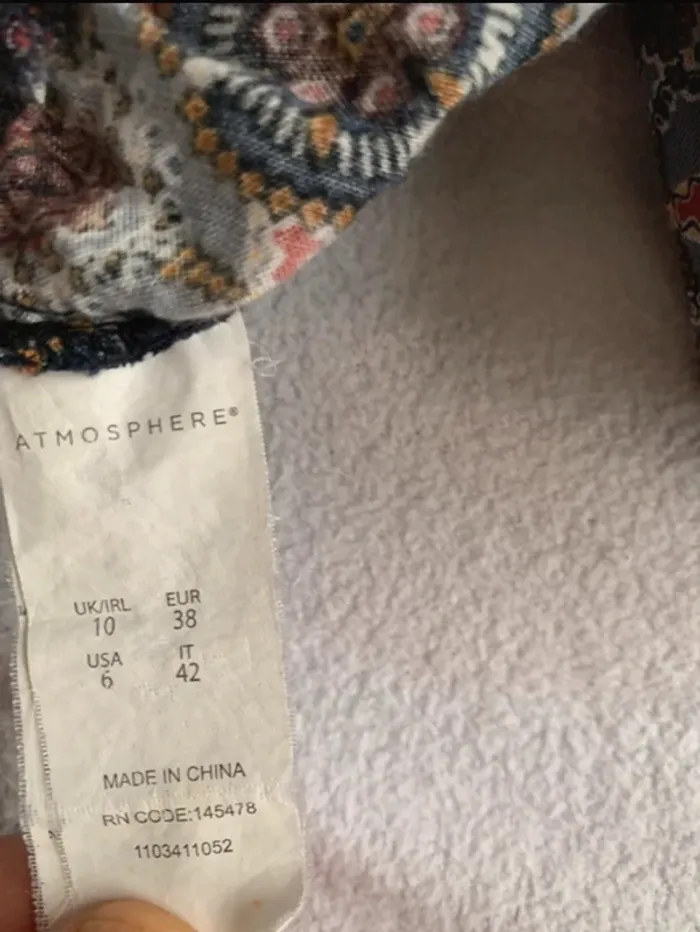 ATMOSPHERE®
UK/IRL EUR
10 38
USA IT
6 42
MADE IN CHINA
RN CODE:145478
1103411052